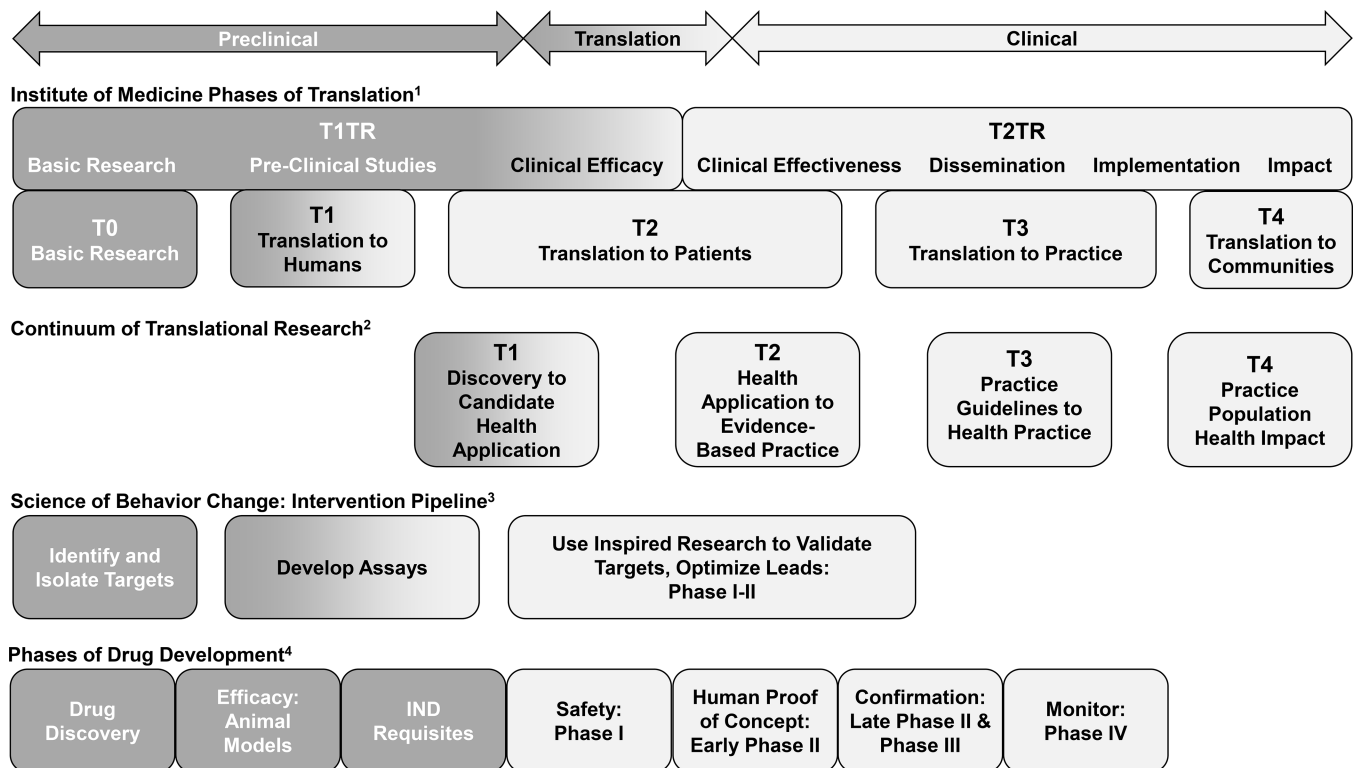 Preclinical
Translation
Clinical
Institute of Medicine Phases of Translation¹
T1TR
Basic Research
Pre-Clinical Studies
Clinical Efficacy
T2TR
Clinical Effectiveness
Dissemination
Implementation
Impact
T0
Basic Research
T1
Translation to
Humans
T2
Translation to Patients
T3
Translation to Practice
T4
Translation to
Communities
Continuum of Translational Research²
T1
Discovery to
Candidate
Health
Application
T2
Health
Application to
Evidence-
Based Practice
T3
Practice
Guidelines to
Health Practice
T4
Practice
Population
Health Impact
Science of Behavior Change: Intervention Pipeline³
Identify and
Isolate Targets
Develop Assays
Use Inspired Research to Validate
Targets, Optimize Leads:
Phase I-II
Phases of Drug Development⁴
Drug
Discovery
Efficacy:
Animal
Models
IND
Requisites
Safety:
Phase I
Human Proof
of Concept:
Early Phase II
Confirmation:
Late Phase II &
Phase III
Monitor:
Phase IV